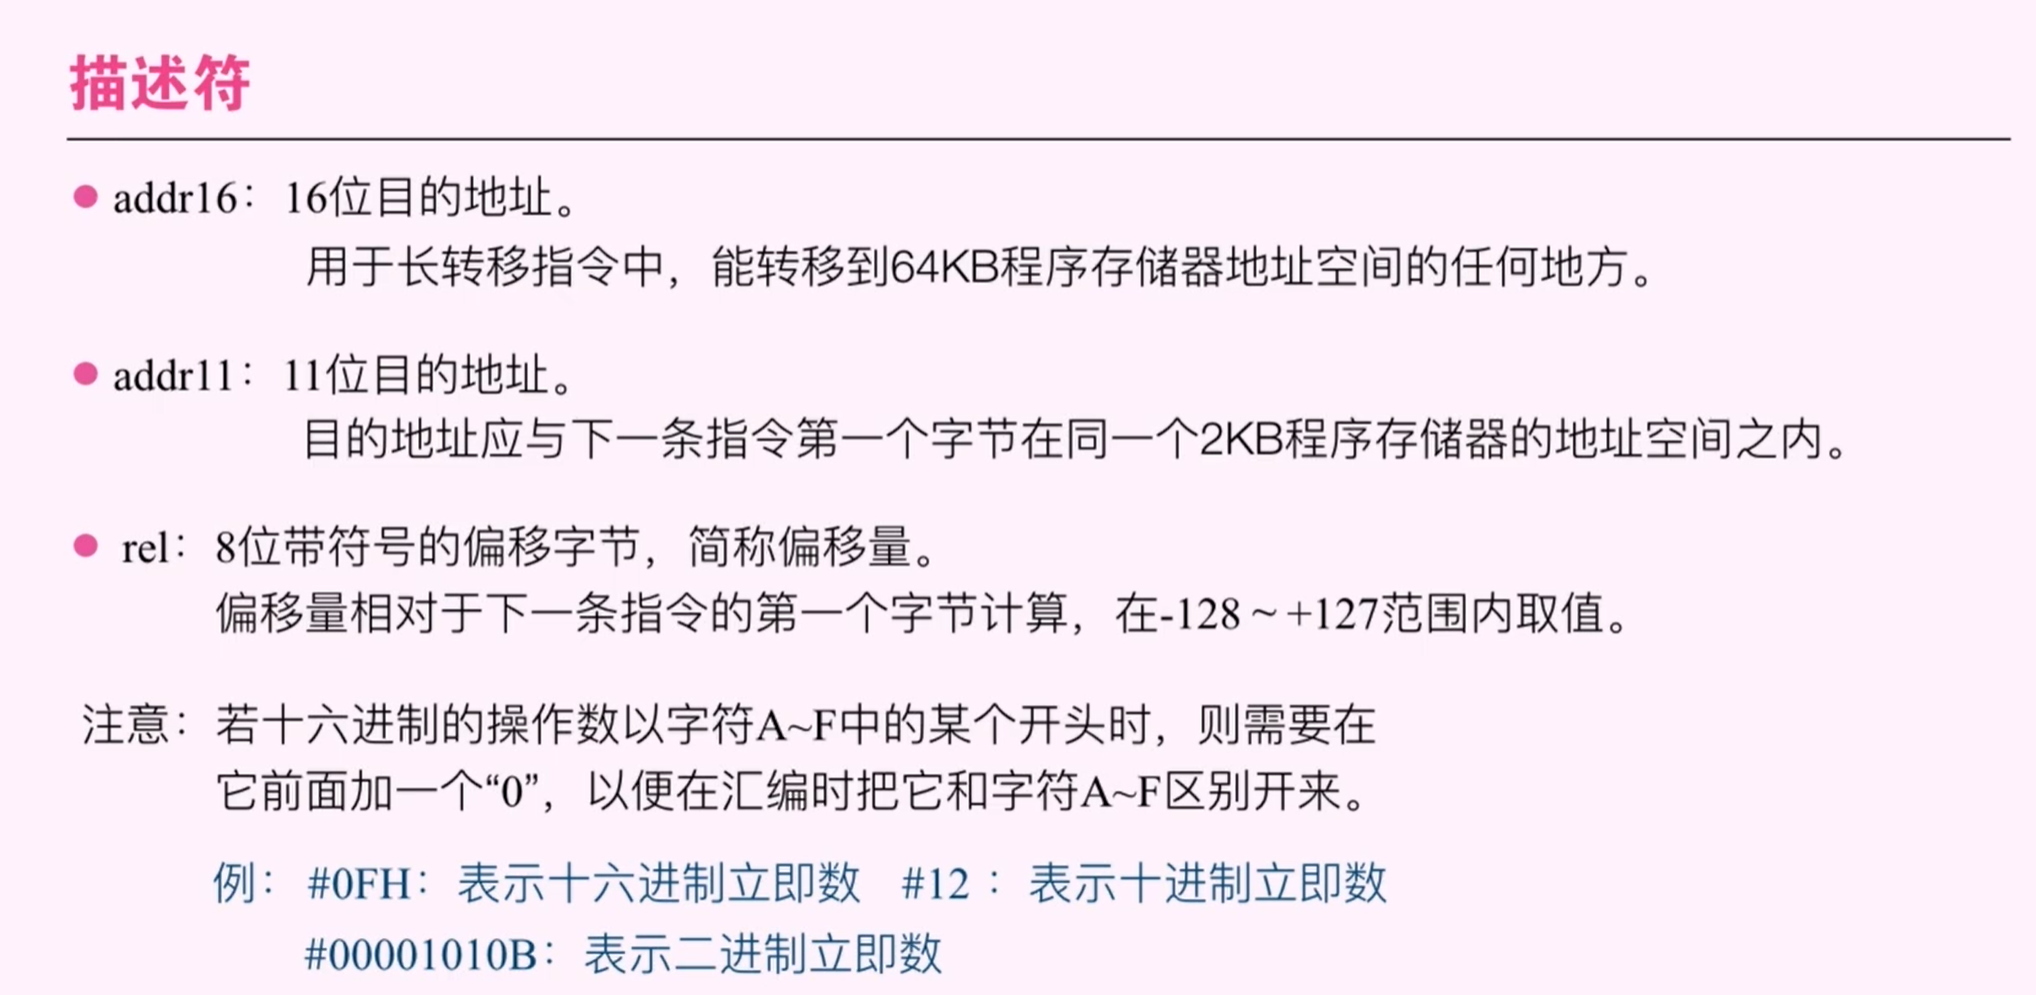 描述符
addr16：16位目的地址。
用于长转移指令中，能转移到64KB程序存储器地址空间的任何地方。
addr11：11位目的地址。
目的地址应与下一条指令第一个字节在同一个2KB程序存储器的地址空间之内。
rel：8位带符号的偏移字节，简称偏移量。
偏移量相对于下一条指令的第一个字节计算，在-128 ~ +127范围内取值。
注意：若十六进制的操作数以字符A~F中的某个开头时，则需要在
它前面加一个“0”，以便在汇编时把它和字符A~F区别开来。
例： #0FH：表示十六进制立即数 #12 ：表示十进制立即数
#00001010B：表示二进制立即数